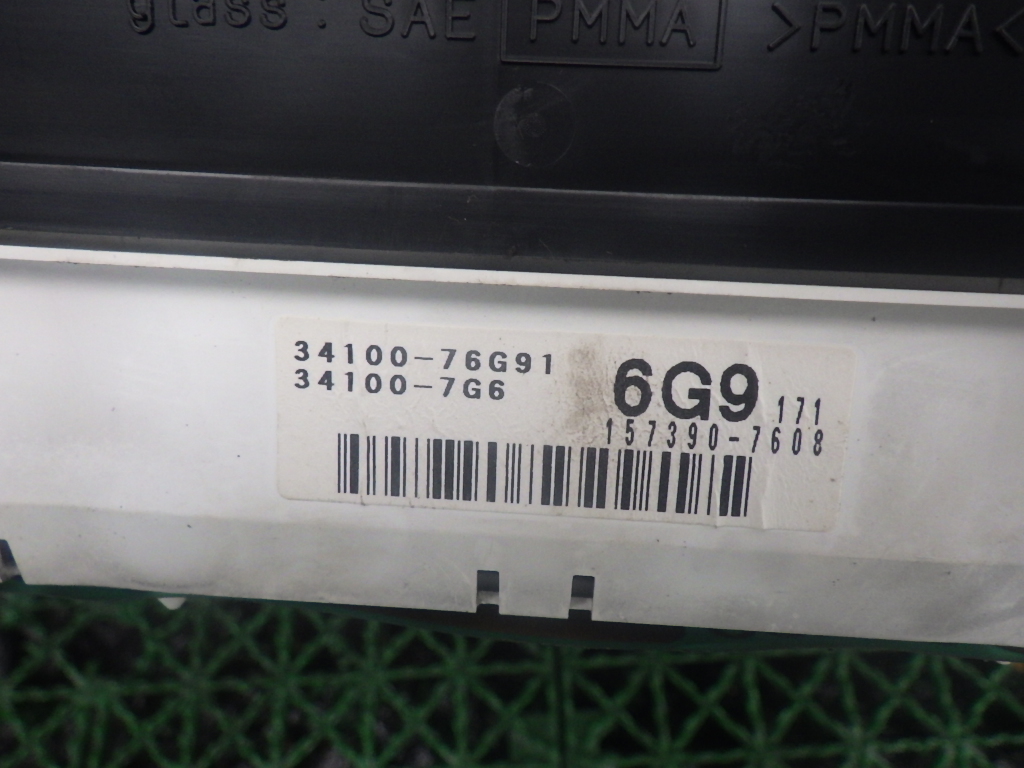 glass : SAE PMMA >PMMA<
34100-76G91
34100-7G6
6G9 171
157390-7608